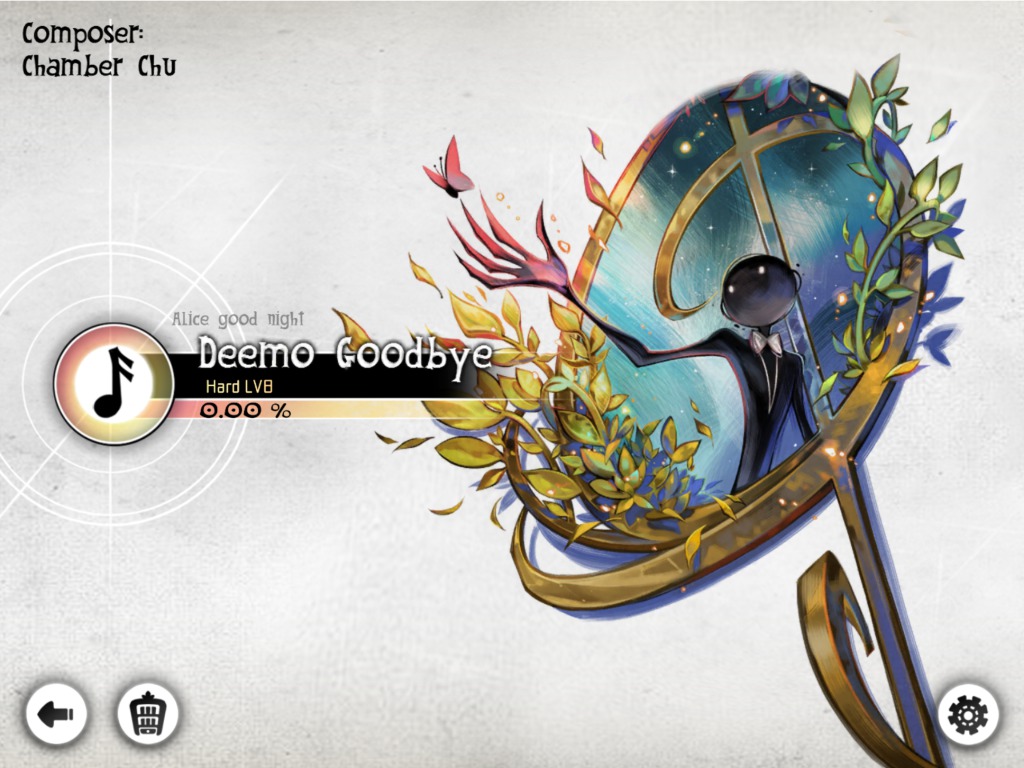 Composer:
Chamber Chu
Alice good night
Deemo Goodbye
Hard LV8
0.00 %